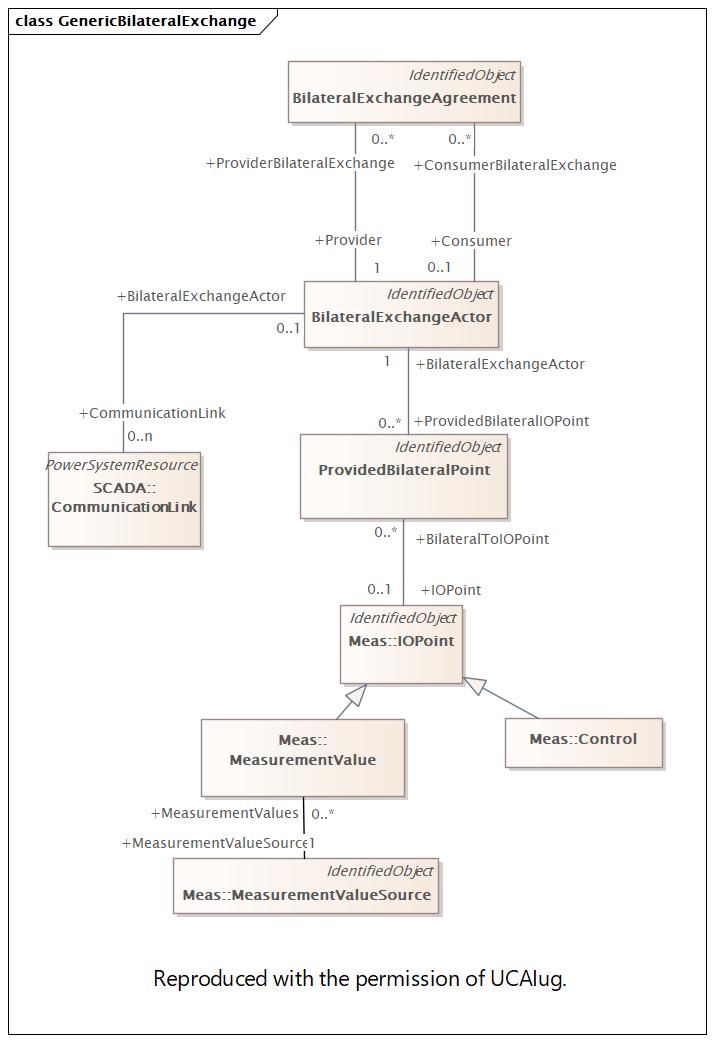 class GenericBilateralExchange
IdentifiedObject
BilateralExchangeAgreement
0..* 0..*
+ProviderBilateralExchange +ConsumerBilateralExchange
+Provider +Consumer
1 0..1
+BilateralExchangeActor
IdentifiedObject
BilateralExchangeActor
0..1
1 +BilateralExchangeActor
+CommunicationLink
0..n
0..* +ProvidedBilateralIOPoint
PowerSystemResource
SCADA::
CommunicationLink
IdentifiedObject
ProvidedBilateralPoint
0..* +BilateralToIOPoint
0..1 +IOPoint
IdentifiedObject
Meas::IOPoint
Meas::
MeasurementValue
Meas::Control
+MeasurementValues 0..*
+MeasurementValueSource 1
IdentifiedObject
Meas::MeasurementValueSource
Reproduced with the permission of UCAIug.